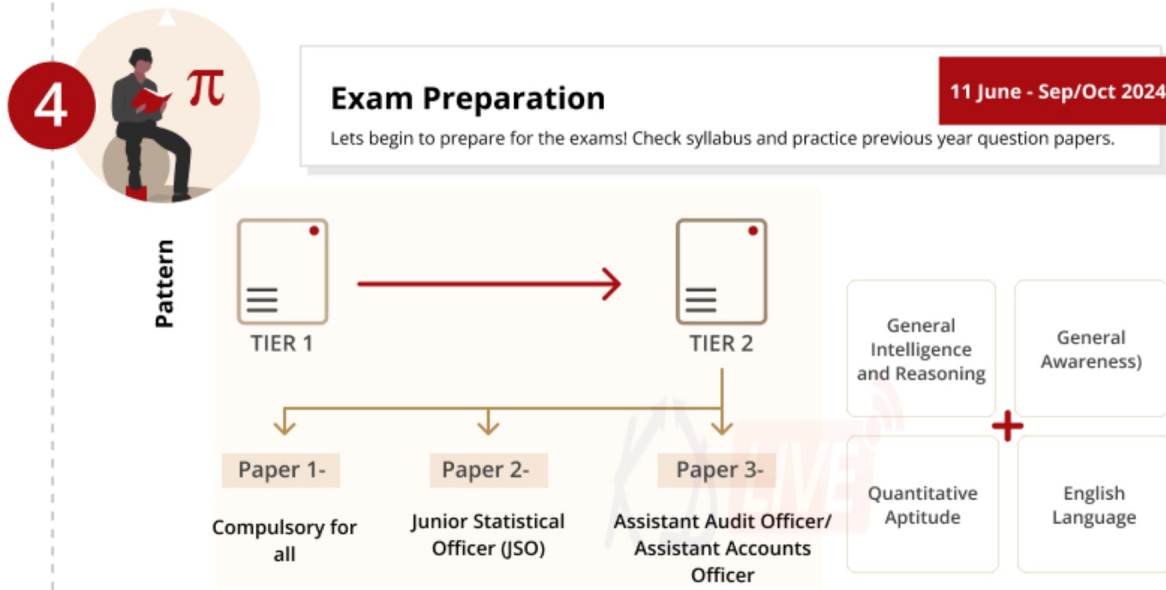 4
π
Exam Preparation
11 June - Sep/Oct 2024
Lets begin to prepare for the exams! Check syllabus and practice previous year question papers.
Pattern
TIER 1
TIER 2
Paper 1-
Compulsory for
all
Paper 2-
Junior Statistical
Officer (JSO)
Paper 3-
Assistant Audit Officer/
Assistant Accounts
Officer
General
Intelligence
and Reasoning
General
Awareness)
+
Quantitative
Aptitude
English
Language
LIVE